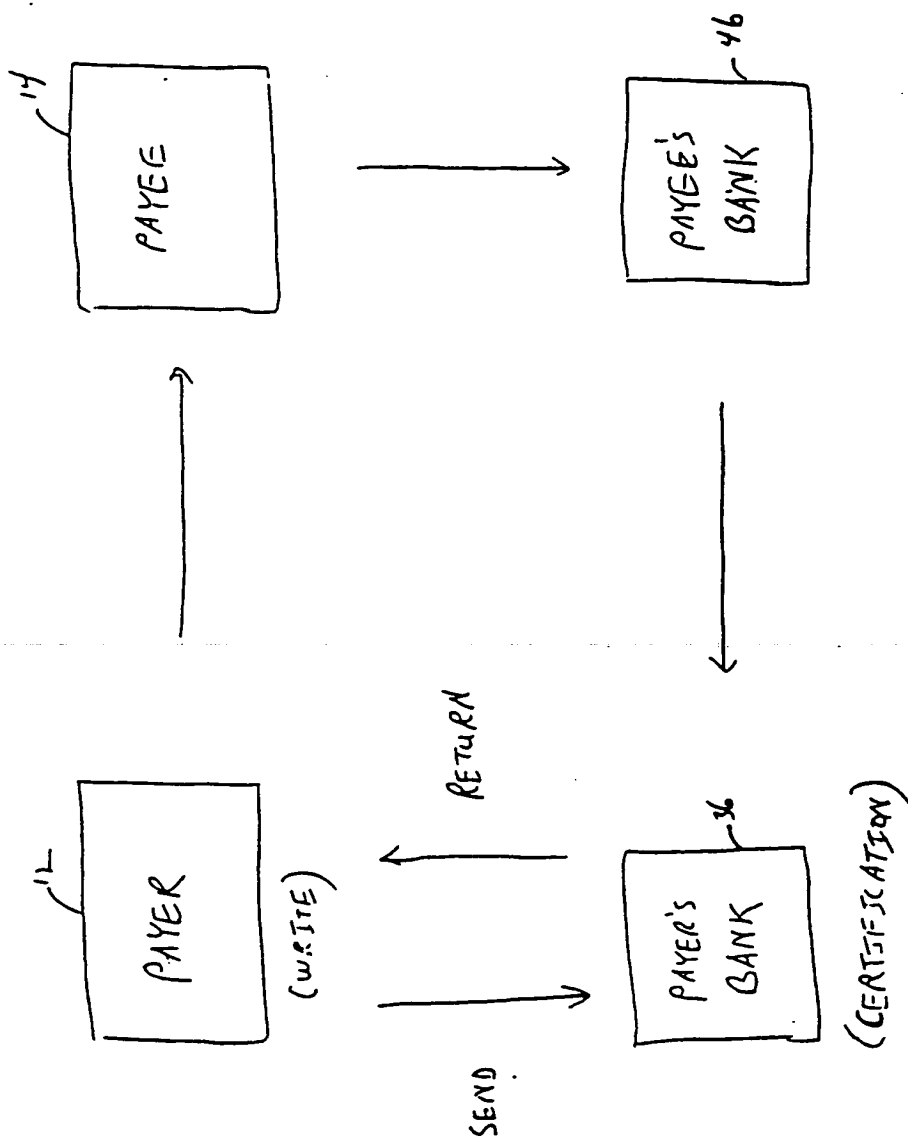 12
PAYER
(WRITE)
14
PAYEE
SEND
RETURN
36
PAYER'S
BANK
(CERTIFICATION)
46
PAYEE'S
BANK